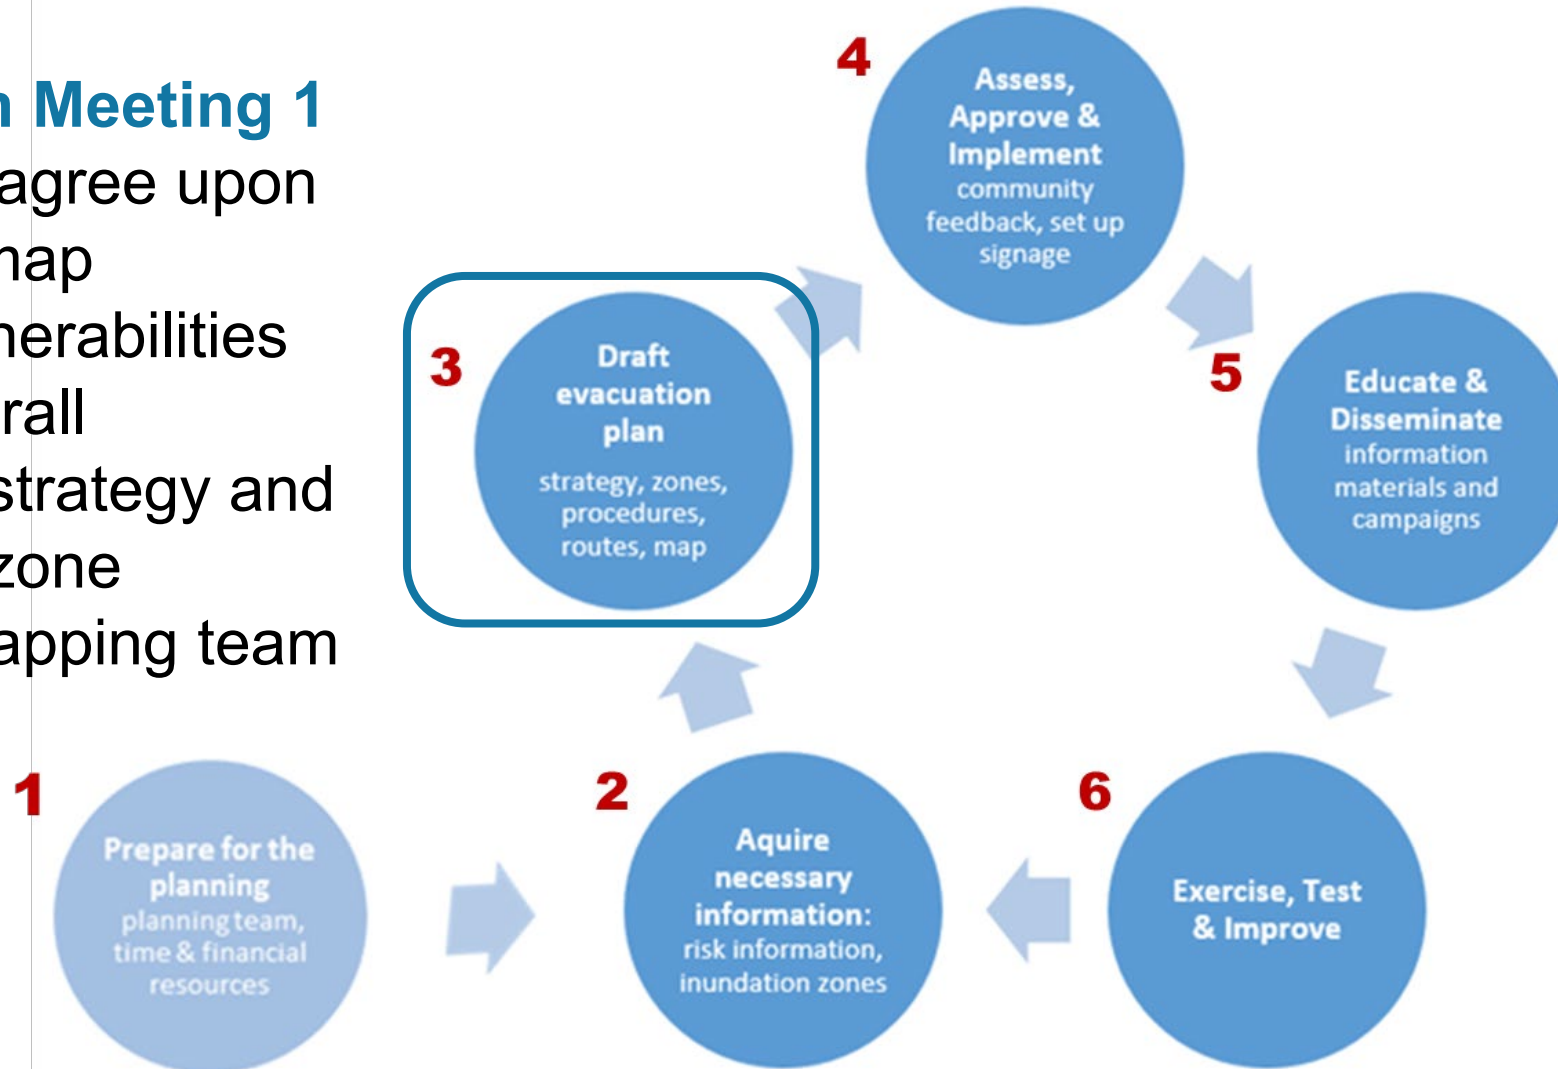 n Meeting 1
agree upon
map
nerabilities
rall
strategy and
zone
apping team
1
Prepare for the
planning
planning team,
time & financial
resources
2
Aquire
necessary
information:
risk information,
inundation zones
3
Draft
evacuation
plan
strategy, zones,
procedures,
routes, map
4
Assess,
Approve &
Implement
community
feedback, set up
signage
5
Educate &
Disseminate
information
materials and
campaigns
6
Exercise, Test
& Improve